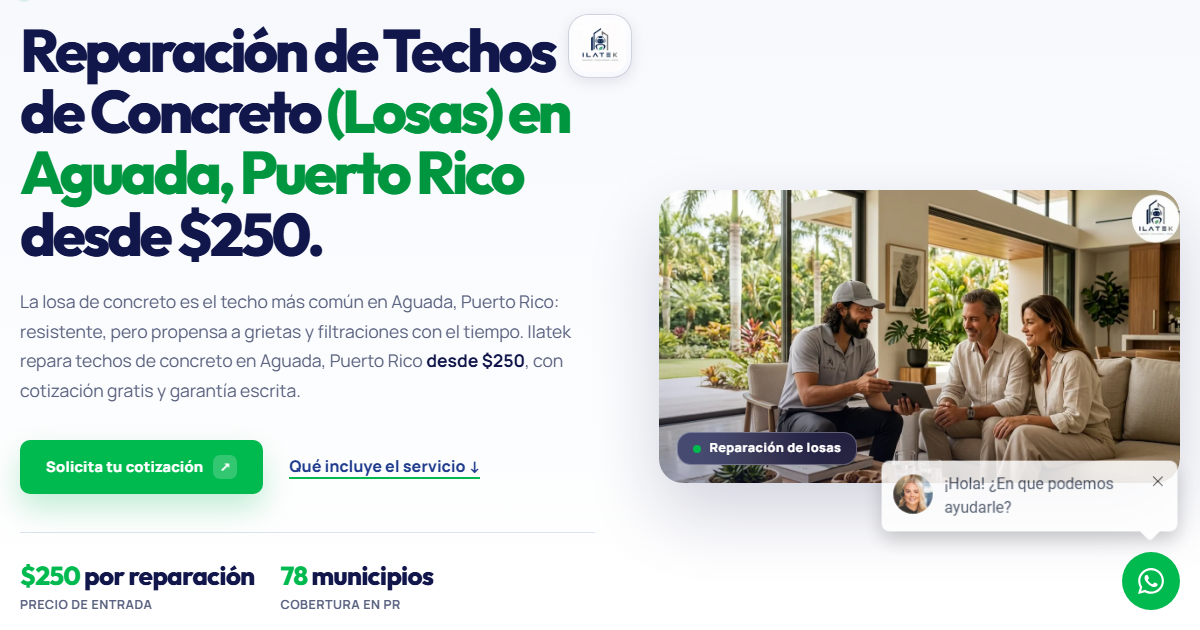 Reparación de Techos
de Concreto (Losas) en
Aguada, Puerto Rico
desde $250.
ILATEK
La losa de concreto es el techo más común en Aguada, Puerto Rico:
resistente, pero propensa a grietas y filtraciones con el tiempo. Ilatek
repara techos de concreto en Aguada, Puerto Rico desde $250, con
cotización gratis y garantía escrita.
Solicita tu cotización ↗
Qué incluye el servicio ↓
$250 por reparación
PRECIO DE ENTRADA
78 municipios
COBERTURA EN PR
ILATEK
Reparación de losas
¡Hola! ¿En que podemos
ayudarle?